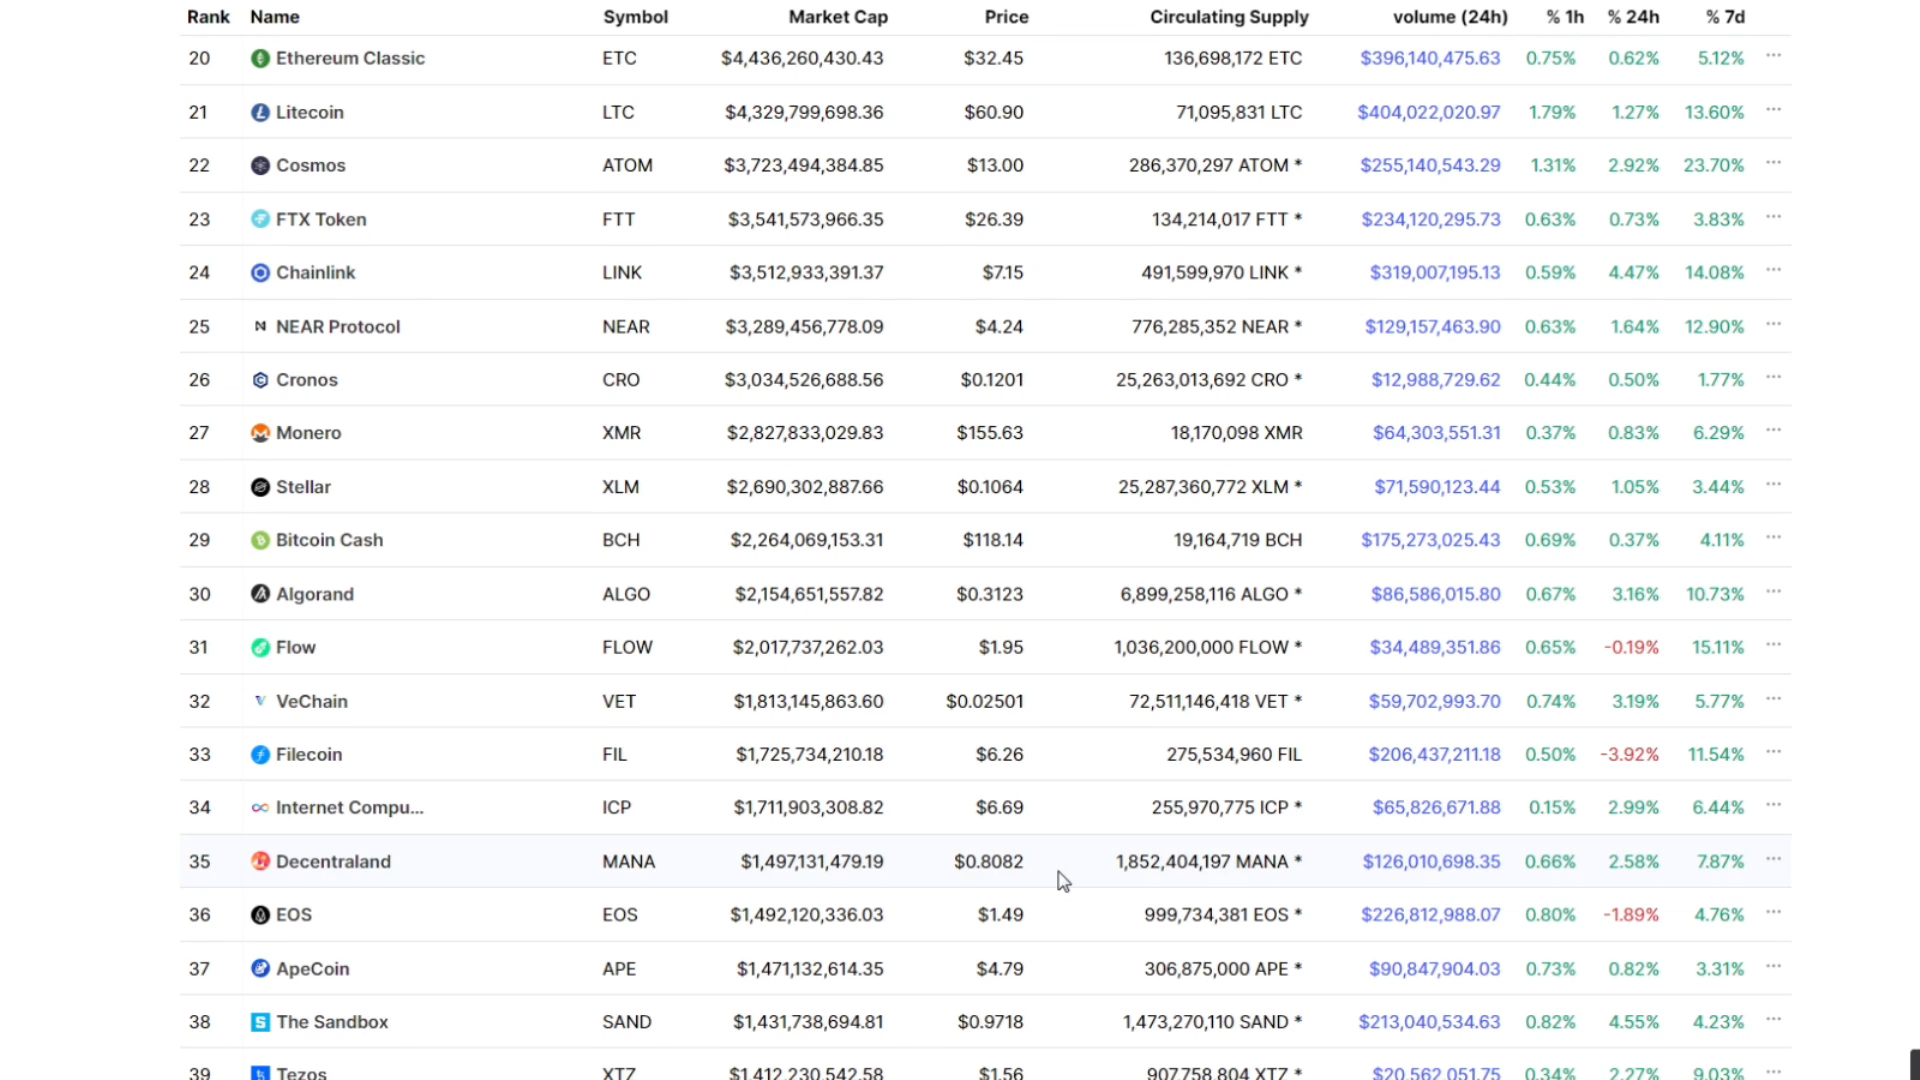 Rank Name Symbol Market Cap Price Circulating Supply volume (24h) % 1h % 24h % 7d
20 Ethereum Classic ETC $4,436,260,430.43 $32.45 136,698,172 ETC $396,140,475.63 0.75% 0.62% 5.12% ...
21 Litecoin LTC $4,329,799,698.36 $60.90 71,095,831 LTC $404,022,020.97 1.79% 1.27% 13.60% ...
22 Cosmos ATOM $3,723,494,384.85 $13.00 286,370,297 ATOM * $255,140,543.29 1.31% 2.92% 23.70% ...
23 FTX Token FTT $3,541,573,966.35 $26.39 134,214,017 FTT * $234,120,295.73 0.63% 0.73% 3.83% ...
24 Chainlink LINK $3,512,933,391.37 $7.15 491,599,970 LINK * $319,007,195.13 0.59% 4.47% 14.08% ...
25 NEAR Protocol NEAR $3,289,456,778.09 $4.24 776,285,352 NEAR * $129,157,463.90 0.63% 1.64% 12.90% ...
26 Cronos CRO $3,034,526,688.56 $0.1201 25,263,013,692 CRO * $12,988,729.62 0.44% 0.50% 1.77% ...
27 Monero XMR $2,827,833,029.83 $155.63 18,170,098 XMR $64,303,551.31 0.37% 0.83% 6.29% ...
28 Stellar XLM $2,690,302,887.66 $0.1064 25,287,360,772 XLM * $71,590,123.44 0.53% 1.05% 3.44% ...
29 Bitcoin Cash BCH $2,264,069,153.31 $118.14 19,164,719 BCH $175,273,025.43 0.69% 0.37% 4.11% ...
30 Algorand ALGO $2,154,651,557.82 $0.3123 6,899,258,116 ALGO * $86,586,015.80 0.67% 3.16% 10.73% ...
31 Flow FLOW $2,017,737,262.03 $1.95 1,036,200,000 FLOW * $34,489,351.86 0.65% -0.19% 15.11% ...
32 VeChain VET $1,813,145,863.60 $0.02501 72,511,146,418 VET * $59,702,993.70 0.74% 3.19% 5.77% ...
33 Filecoin FIL $1,725,734,210.18 $6.26 275,534,960 FIL $206,437,211.18 0.50% -3.92% 11.54% ...
34 Internet Compu... ICP $1,711,903,308.82 $6.69 255,970,775 ICP * $65,826,671.88 0.15% 2.99% 6.44% ...
35 Decentraland MANA $1,497,131,479.19 $0.8082 1,852,404,197 MANA * $126,010,698.35 0.66% 2.58% 7.87% ...
36 EOS EOS $1,492,120,336.03 $1.49 999,734,381 EOS * $226,812,988.07 0.80% -1.89% 4.76% ...
37 ApeCoin APE $1,471,132,614.35 $4.79 306,875,000 APE * $90,847,904.03 0.73% 0.82% 3.31% ...
38 The Sandbox SAND $1,431,738,694.81 $0.9718 1,473,270,110 SAND * $213,040,534.63 0.82% 4.55% 4.23% ...
39 Tezos XTZ $1,412,230,542.58 $1.56 907,758,804 XTZ * $20,562,051.75 0.34% 2.27% 9.03% ...